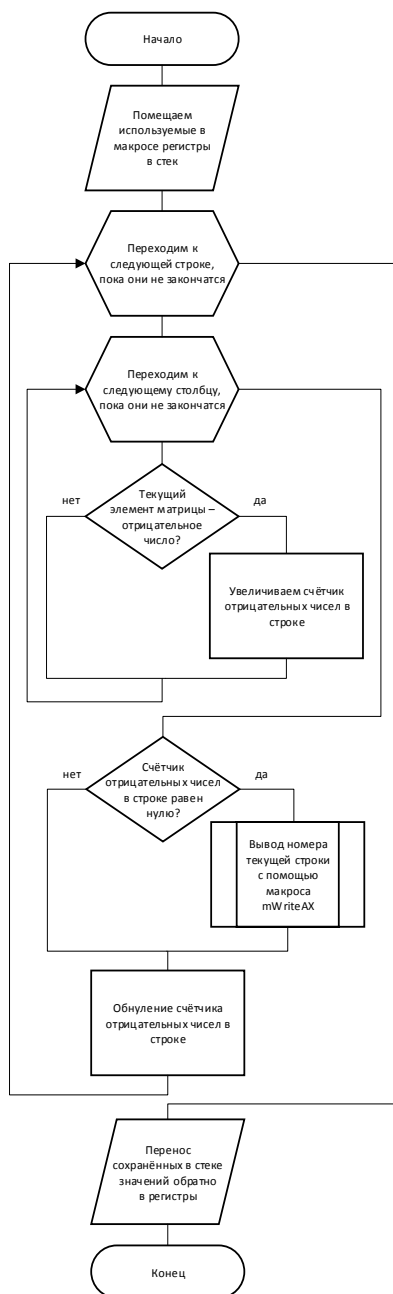 Начало
Помещаем
используемые в
макросе регистры
в стек
Переходим к
следующей строке,
пока они не закончатся
Переходим к
следующему столбцу,
пока они не закончатся
нет
Текущий
элемент матрицы –
отрицательное
число?
да
Увеличиваем счётчик
отрицательных чисел в
строке
нет
Счётчик
отрицательных чисел
в строке равен
нулю?
да
Вывод номера
текущей строки
с помощью
макроса
mWriteAX
Обнуление счётчика
отрицательных чисел в
строке
Перенос
сохранённых в стеке
значений обратно
в регистры
Конец